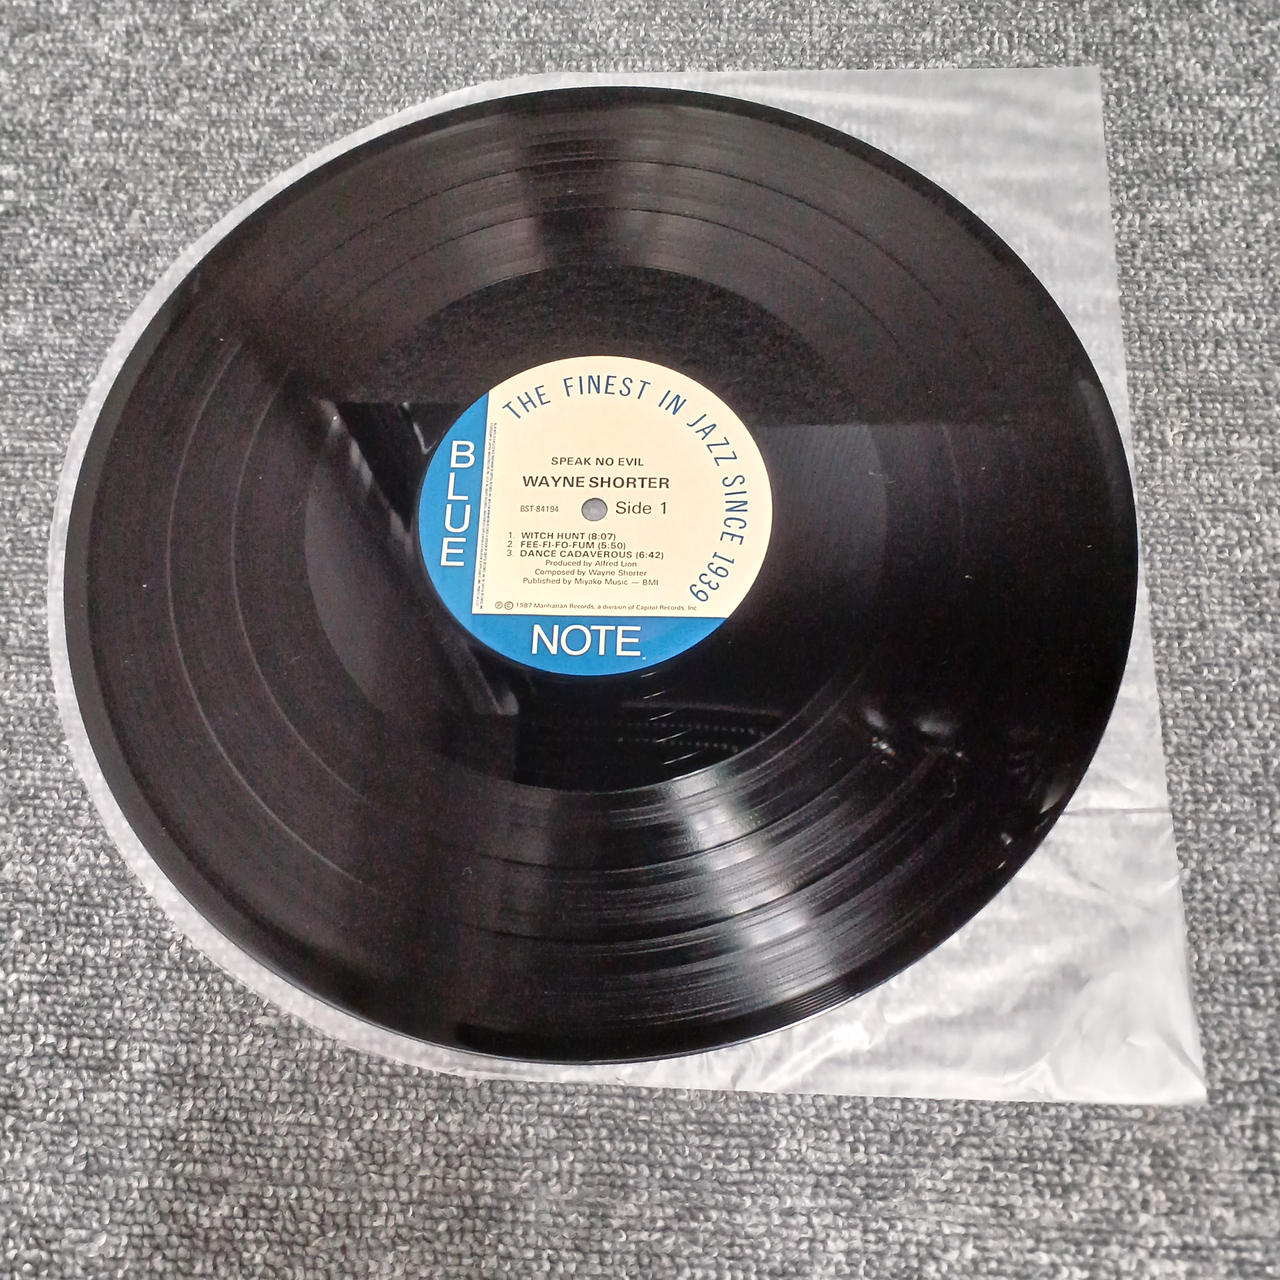 THE FINEST IN JAZZ SINCE 1939
BLUE
SPEAK NO EVIL
WAYNE SHORTER
BST-84194
Side 1
1. WITCH HUNT (8:07)
2. FEE-FI-FO-FUM (5:50)
3. DANCE CADAVEROUS (6:42)
Produced by Alfred Lion
Composed by Wayne Shorter
Published by Miyako Music — BMI
℗ © 1987 Manhattan Records, a division of Capitol Records, Inc.
NOTE